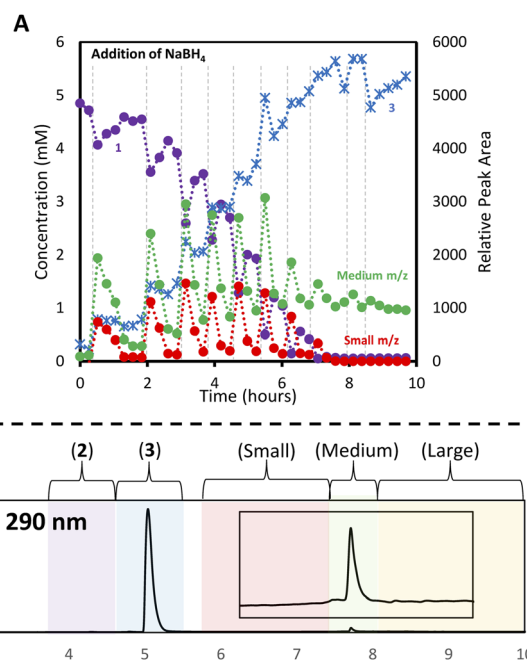 A
6
6000
Addition of NaBH4
5
5000
3
1
4
4000
Concentration (mM)
Relative Peak Area
3
3000
2
2000
Medium m/z
1
1000
Small m/z
0
0
0 2 4 6 8 10
Time (hours)
(2) (3) (Small) (Medium) (Large)
290 nm
4 5 6 7 8 9 10